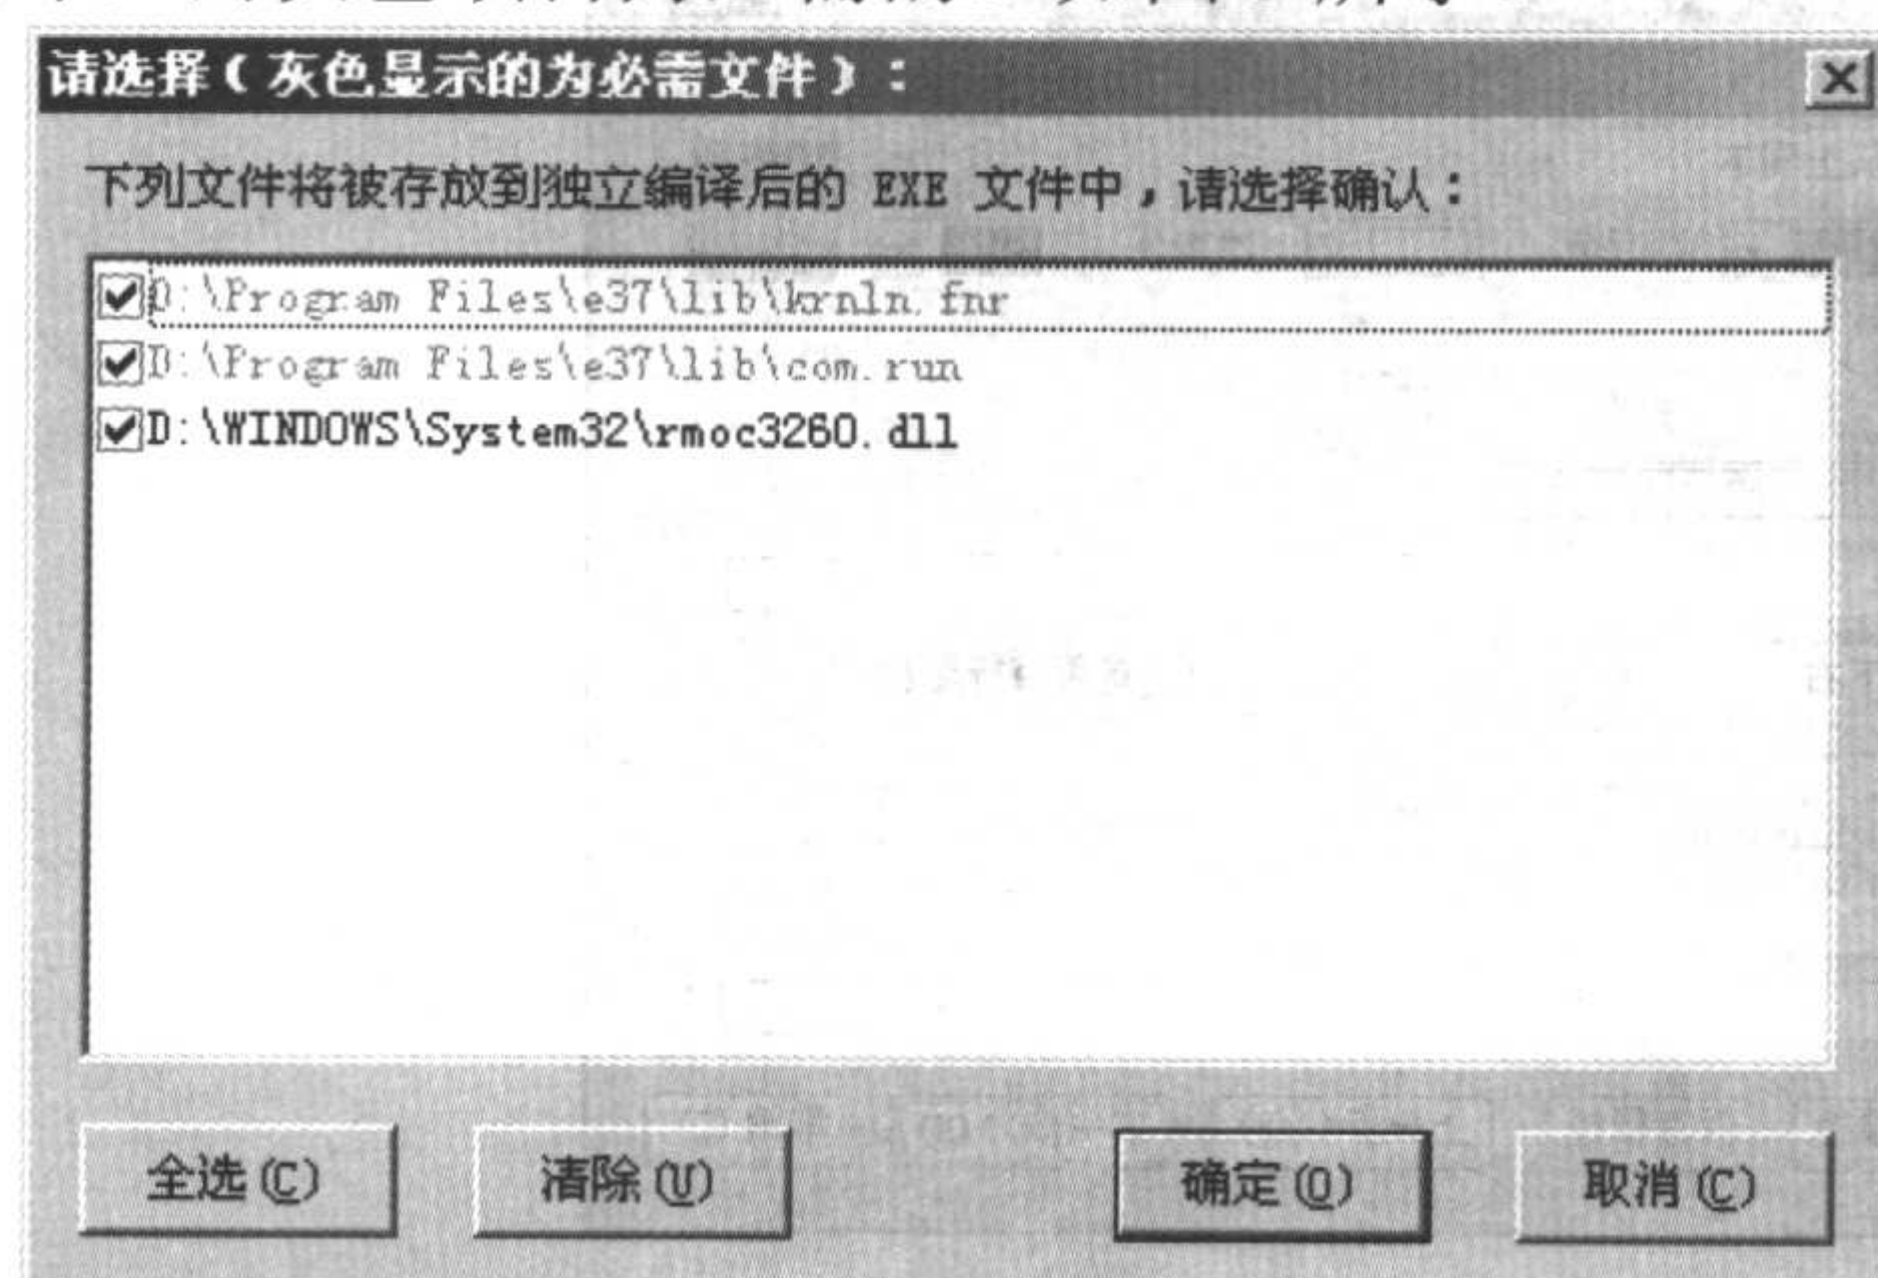 请选择(灰色显示的为必需文件):
下列文件将被存放到独立编译后的 EXE 文件中,请选择确认:
D:\Program Files\e37\lib\krnln.fnr
D:\Program Files\e37\lib\com.run
D:\WINDOWS\System32\rmoc3260.dll
全选(C) 清除(U) 确定(O) 取消(C)